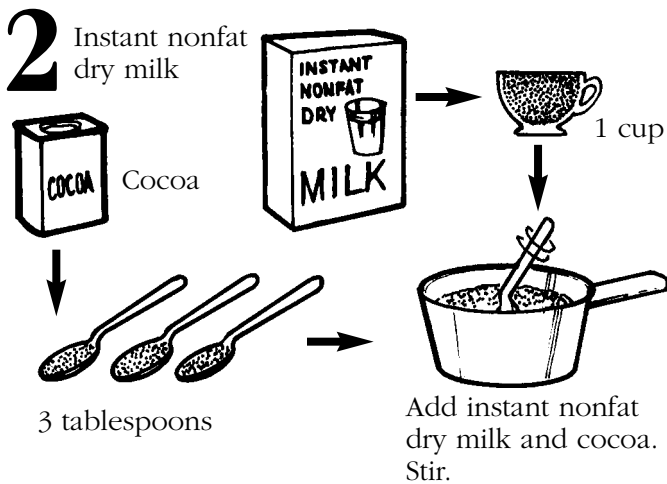 2
Instant nonfat
dry milk
INSTANT
NONFAT
DRY
MILK
1 cup
COCOA
Cocoa
3 tablespoons
Add instant nonfat
dry milk and cocoa.
Stir.